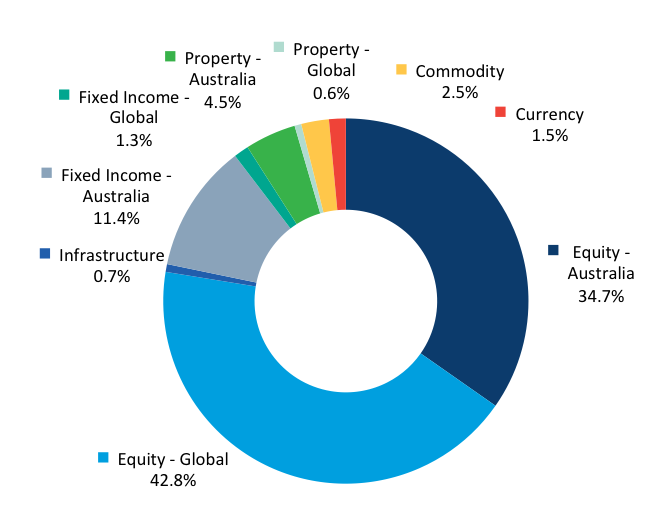 Property -
Australia
4.5%
Property -
Global
0.6%
Commodity
2.5%
Currency
1.5%
Fixed Income -
Global
1.3%
Fixed Income -
Australia
11.4%
Infrastructure
0.7%
Equity -
Australia
34.7%
Equity - Global
42.8%